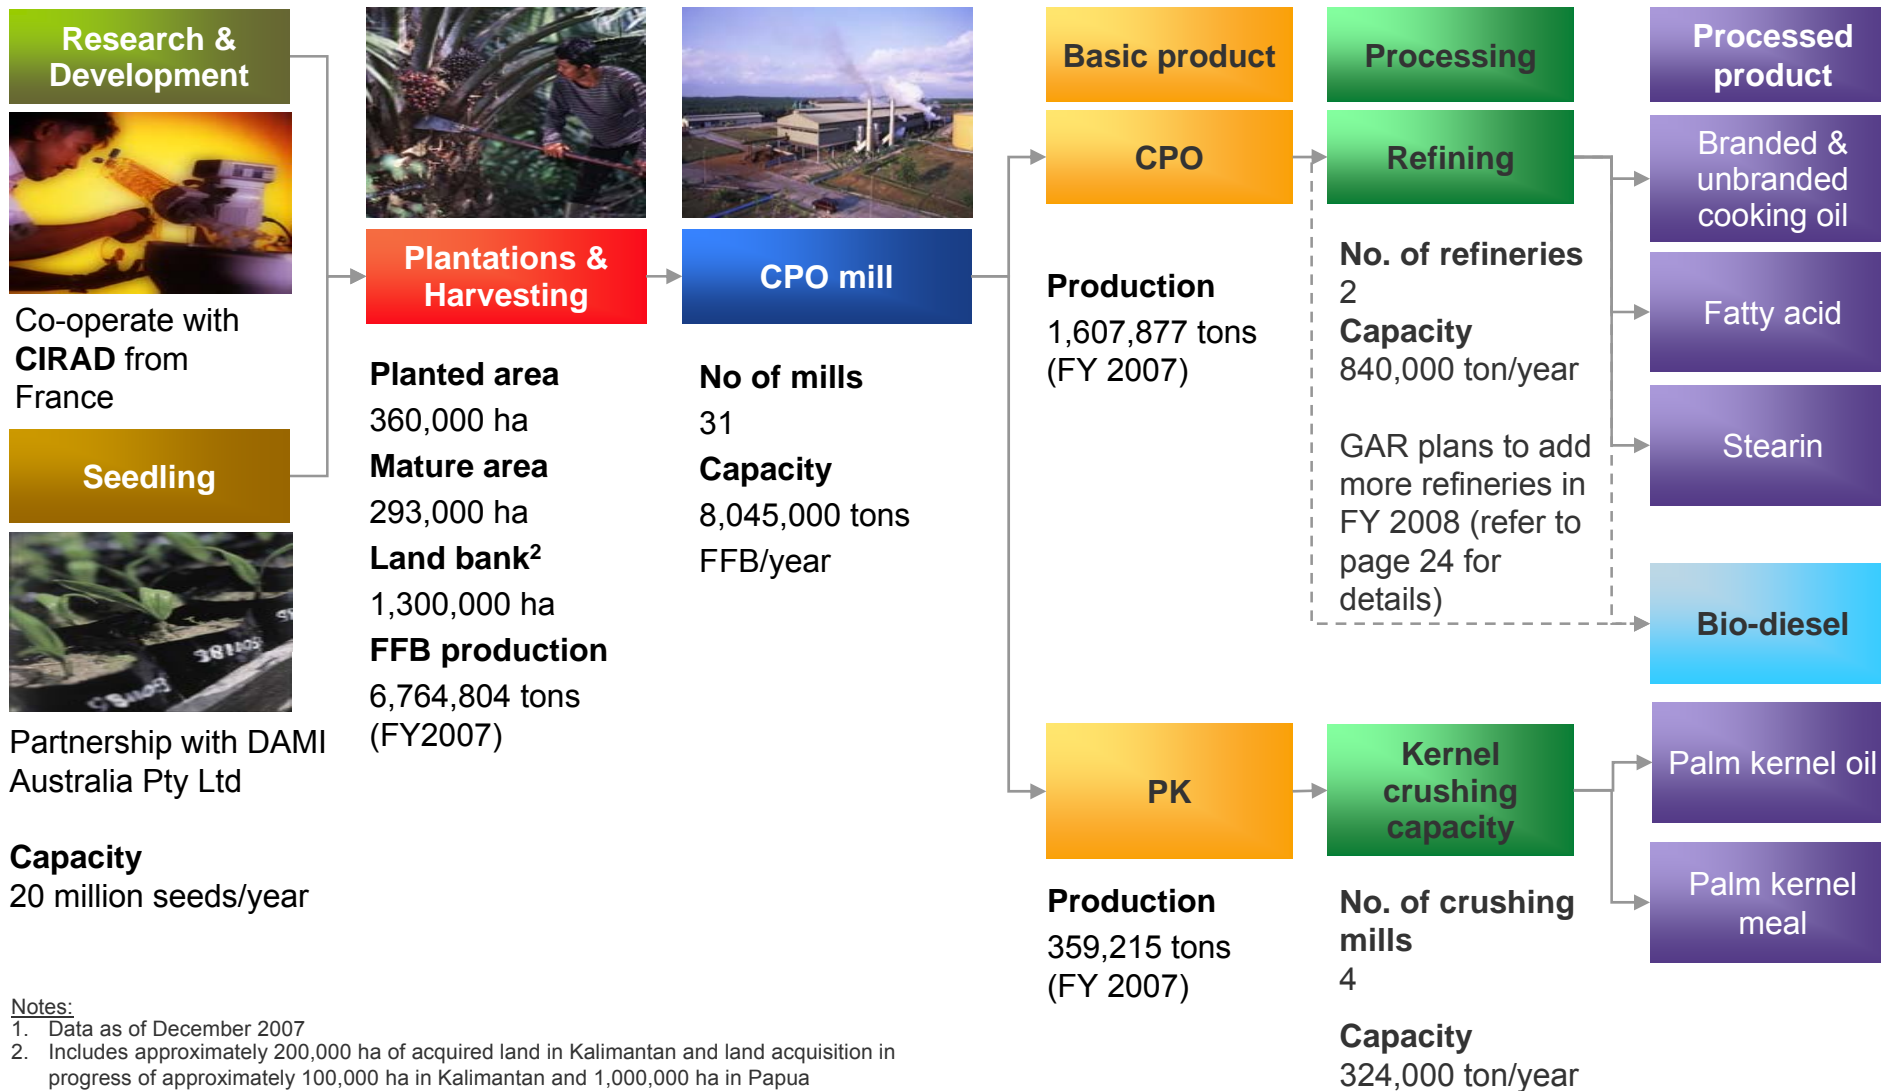 Research &
Development
Co-operate with
CIRAD from
France
Seedling
381103
Partnership with DAMI
Australia Pty Ltd
Capacity
20 million seeds/year
Plantations &
Harvesting
Planted area
360,000 ha
Mature area
293,000 ha
Land bank2
1,300,000 ha
FFB production
6,764,804 tons
(FY2007)
CPO mill
No of mills
31
Capacity
8,045,000 tons
FFB/year
Basic product
CPO
Production
1,607,877 tons
(FY 2007)
PK
Production
359,215 tons
(FY 2007)
Processing
Refining
No. of refineries
2
Capacity
840,000 ton/year
GAR plans to add
more refineries in
FY 2008 (refer to
page 24 for
details)
Kernel
crushing
capacity
No. of crushing
mills
4
Capacity
324,000 ton/year
Processed
product
Branded &
unbranded
cooking oil
Fatty acid
Stearin
Bio-diesel
Palm kernel oil
Palm kernel
meal
Notes:
1. Data as of December 2007
2. Includes approximately 200,000 ha of acquired land in Kalimantan and land acquisition in
progress of approximately 100,000 ha in Kalimantan and 1,000,000 ha in Papua